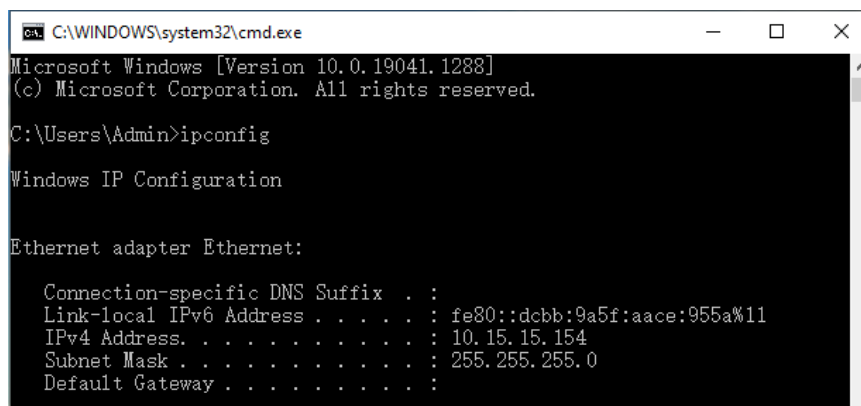 C:\WINDOWS\system32\cmd.exe
Microsoft Windows [Version 10.0.19041.1288]
(c) Microsoft Corporation. All rights reserved.
C:\Users\Admin>ipconfig
Windows IP Configuration
Ethernet adapter Ethernet:
Connection-specific DNS Suffix . :
Link-local IPv6 Address . . . . . : fe80::dcbb:9a5f:aace:955a%11
IPv4 Address. . . . . . . . . . . : 10.15.15.154
Subnet Mask . . . . . . . . . . . : 255.255.255.0
Default Gateway . . . . . . . . . :